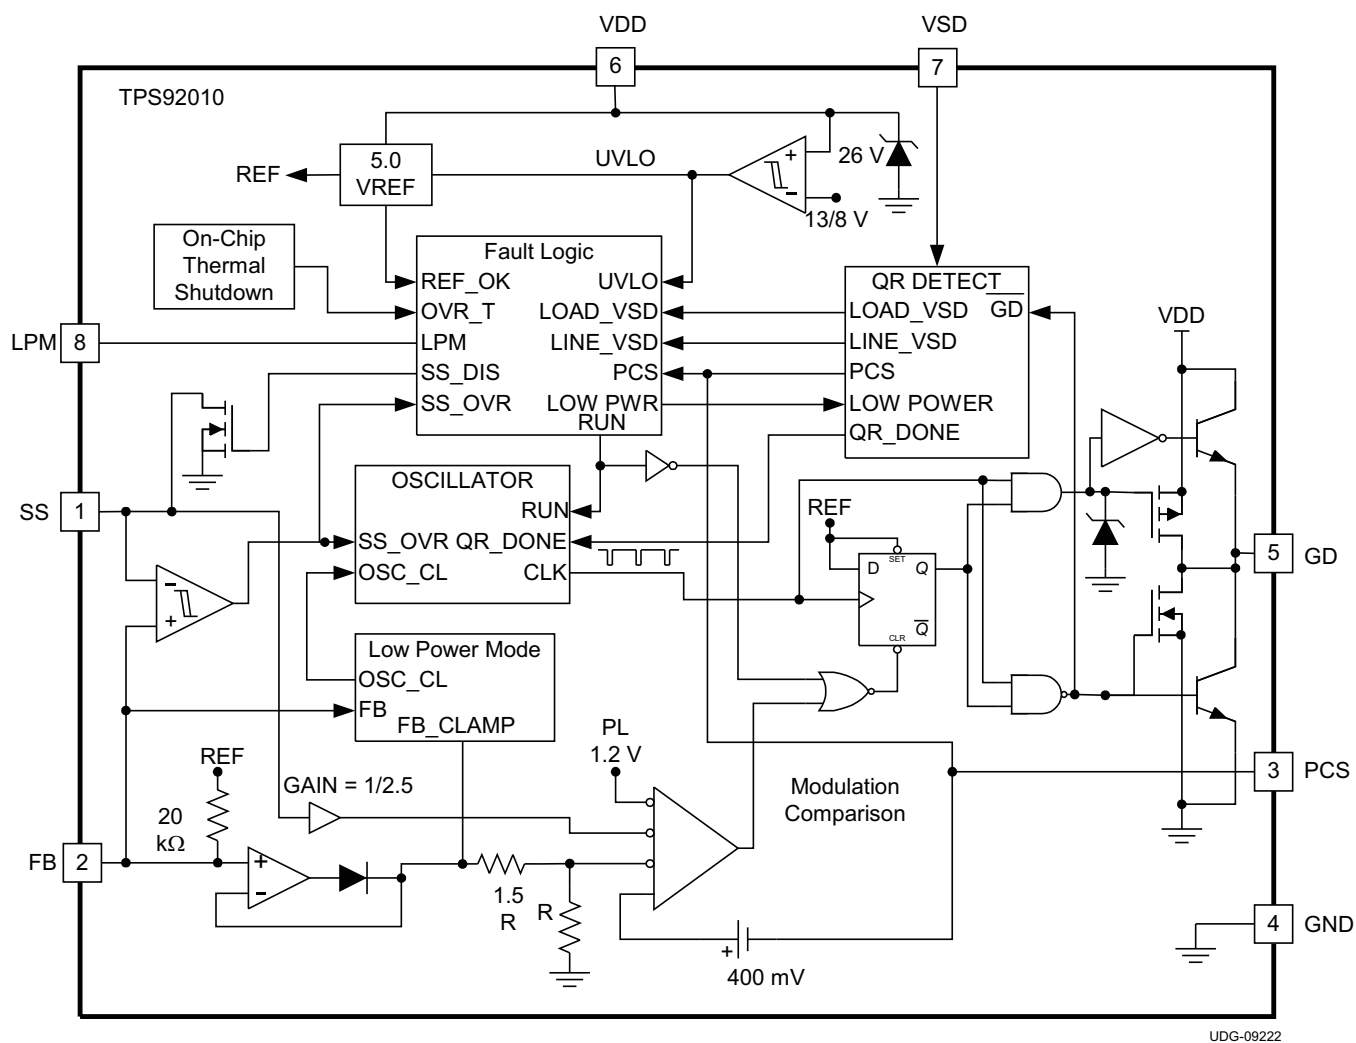 VDD
VSD
6
7
TPS92010
REF
5.0
VREF
UVLO
+
-
26 V
13/8 V
On-Chip
Thermal
Shutdown
Fault Logic
REF_OK
UVLO
OVR_T
LOAD_VSD
LPM
LINE_VSD
SS_DIS
PCS
SS_OVR
LOW PWR
RUN
QR DETECT
LOAD_VSD
GD
LINE_VSD
PCS
LOW POWER
QR_DONE
LPM
8
VDD
SS
1
OSCILLATOR
RUN
SS_OVR
QR_DONE
OSC_CL
CLK
REF
SET
D
Q
Q
CLR
5
GD
-
+
Low Power Mode
OSC_CL
FB
FB_CLAMP
PL
1.2 V
REF
GAIN = 1/2.5
Modulation
Comparison
3
PCS
20
kΩ
FB
2
+
-
1.5
R
R
+
400 mV
4
GND
UDG-09222